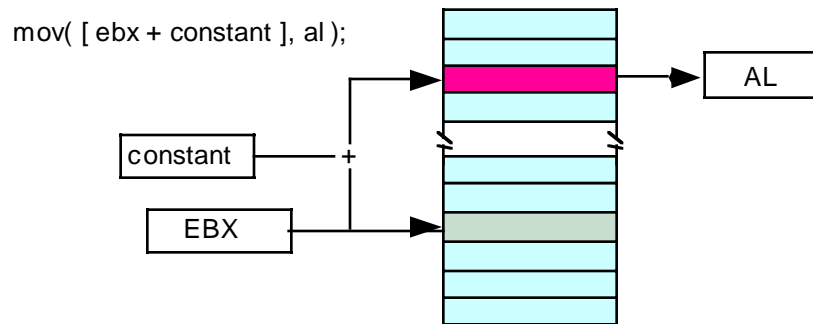 mov( [ ebx + constant ], al );
AL
constant
+
EBX